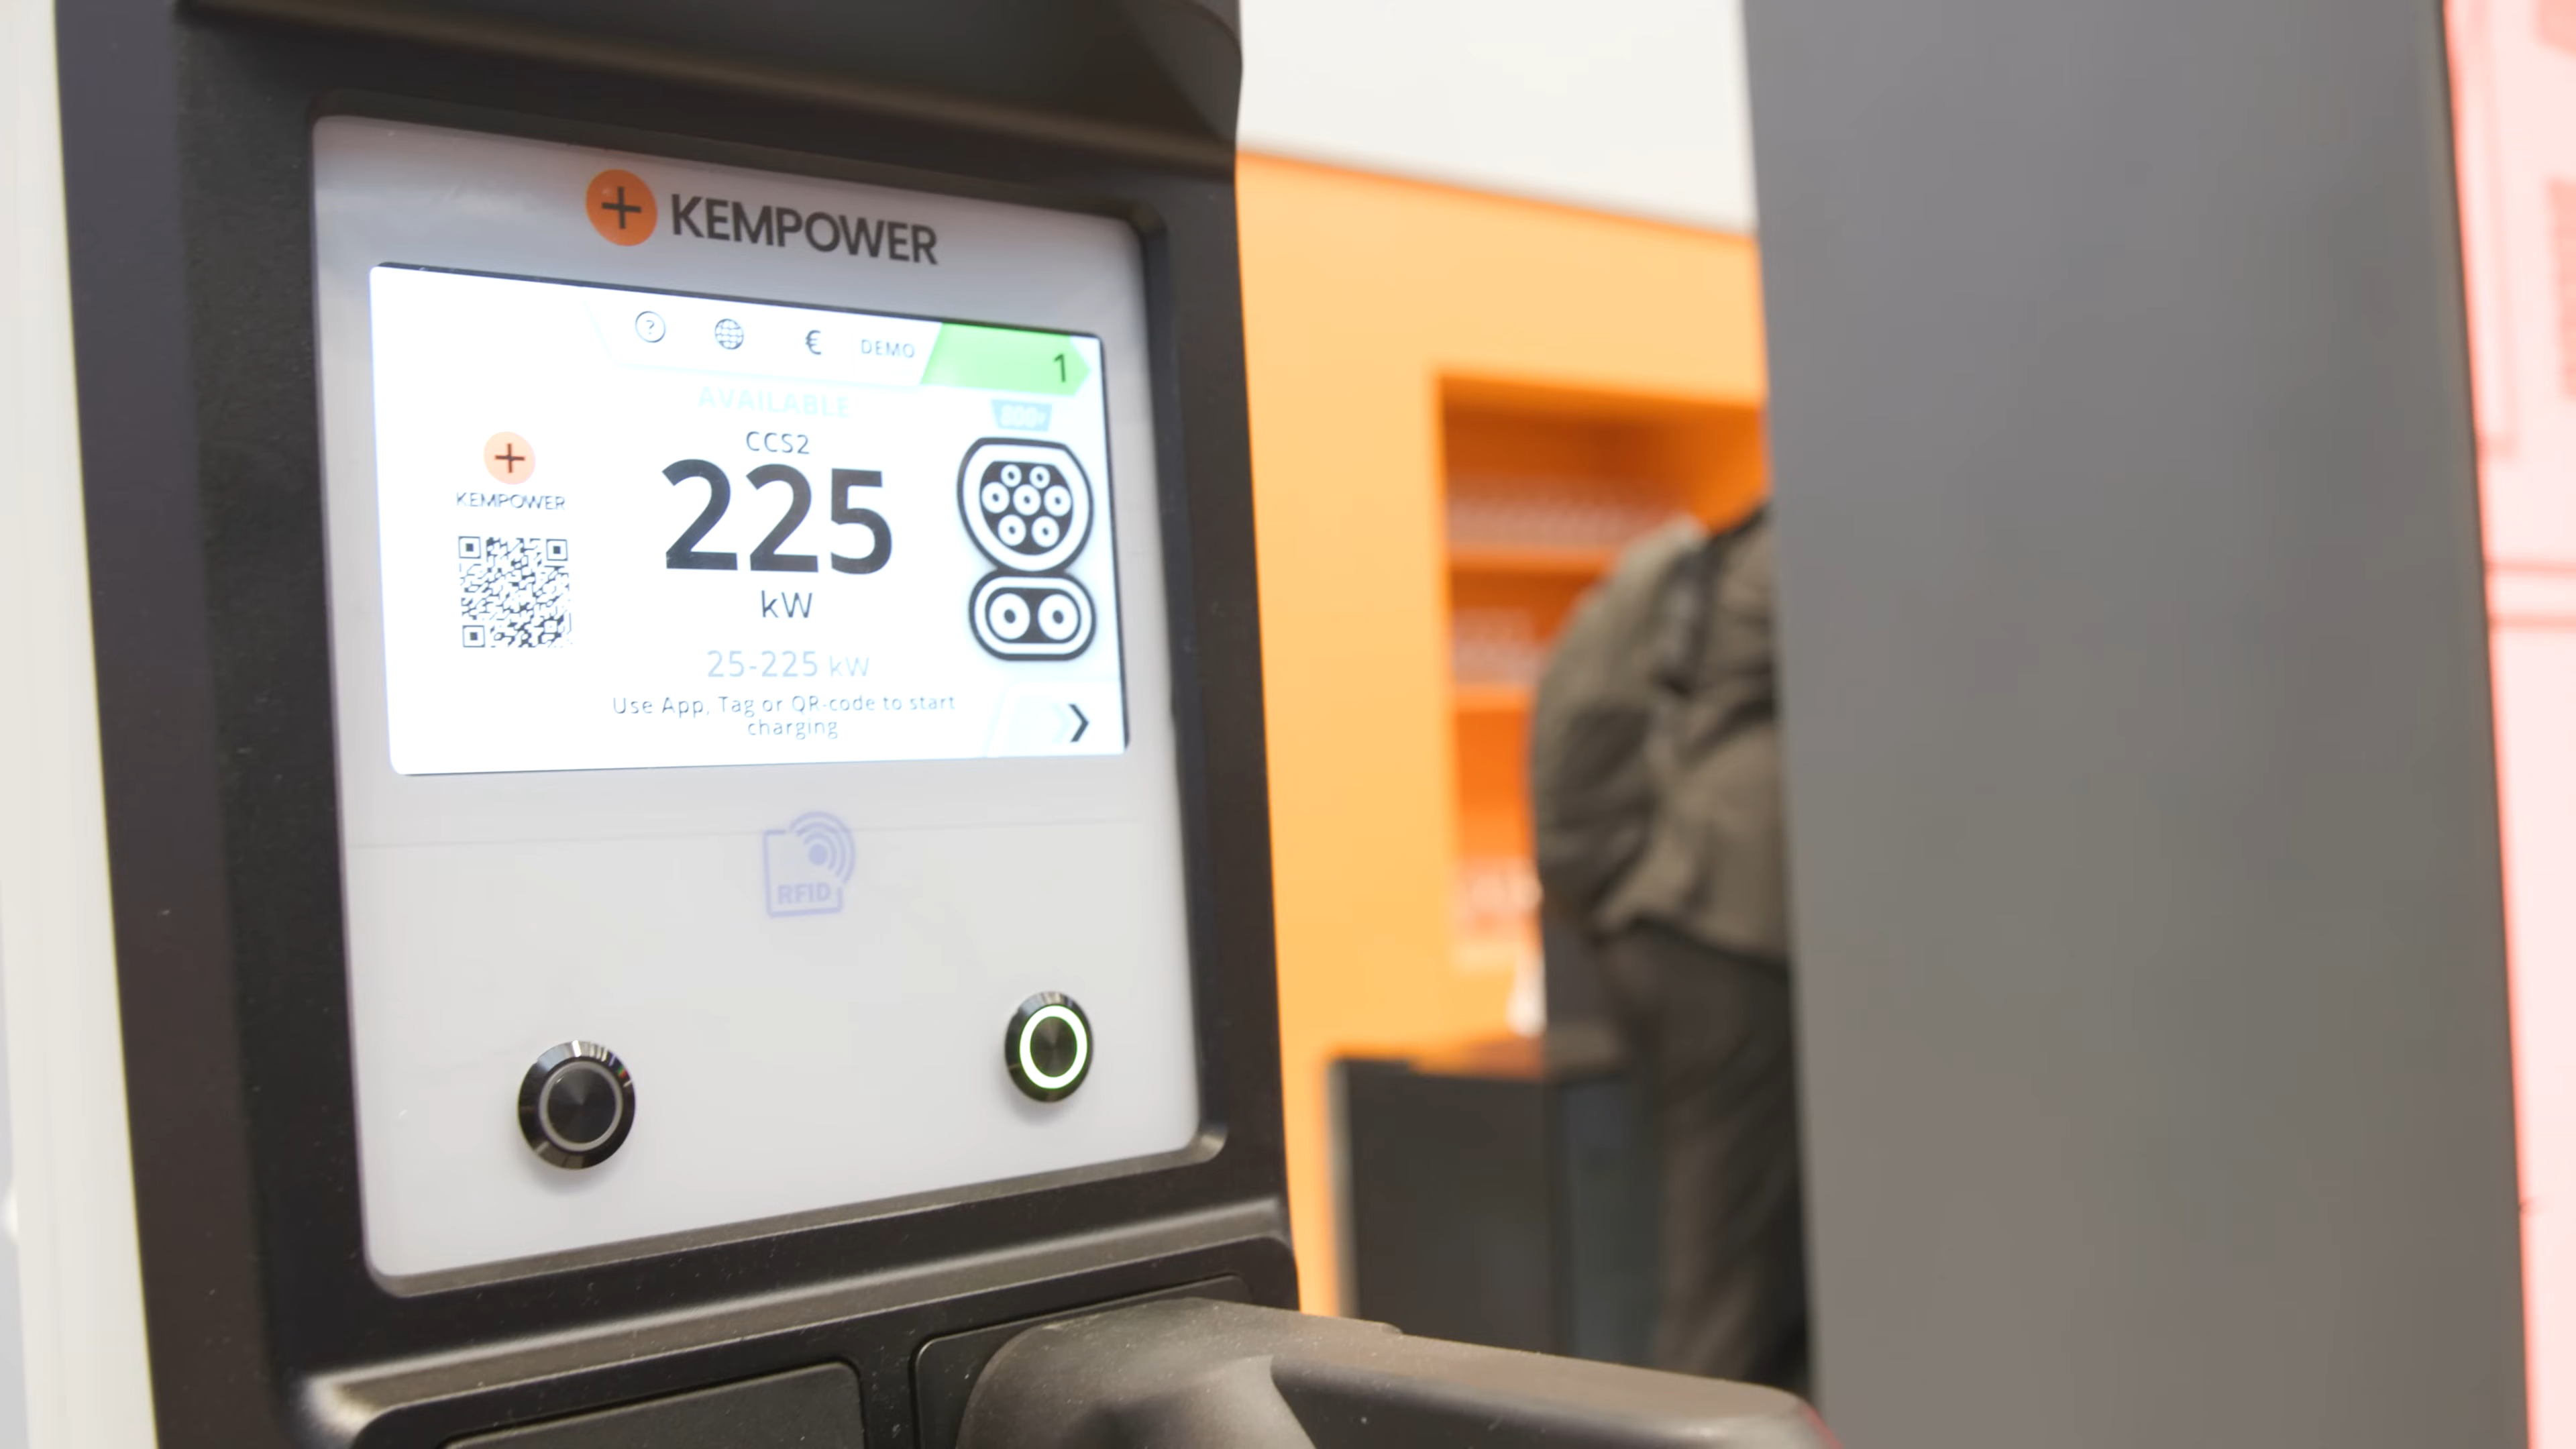 KEMPOWER
? € DEMO 1
AVAILABLE
800V
CCS2
225
kW
KEMPOWER
25-225 kW
Use App, Tag or QR-code to start
charging
RFID